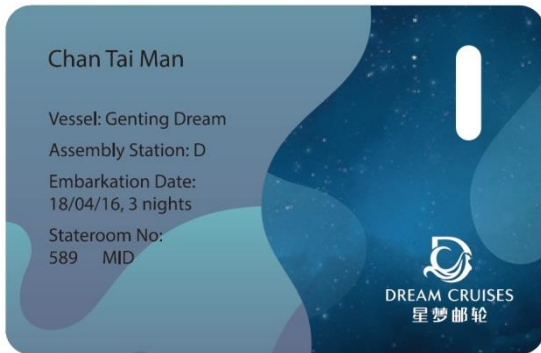 Chan Tai Man
Vessel: Genting Dream
Assembly Station: D
Embarkation Date:
18/04/16, 3 nights
Stateroom No:
589 MID
DREAM CRUISES
星梦邮轮